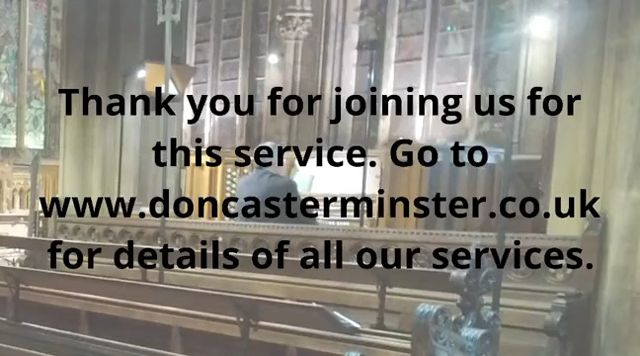 Thank you for joining us for
this service. Go to
www.doncasterminster.co.uk
for details of all our services.